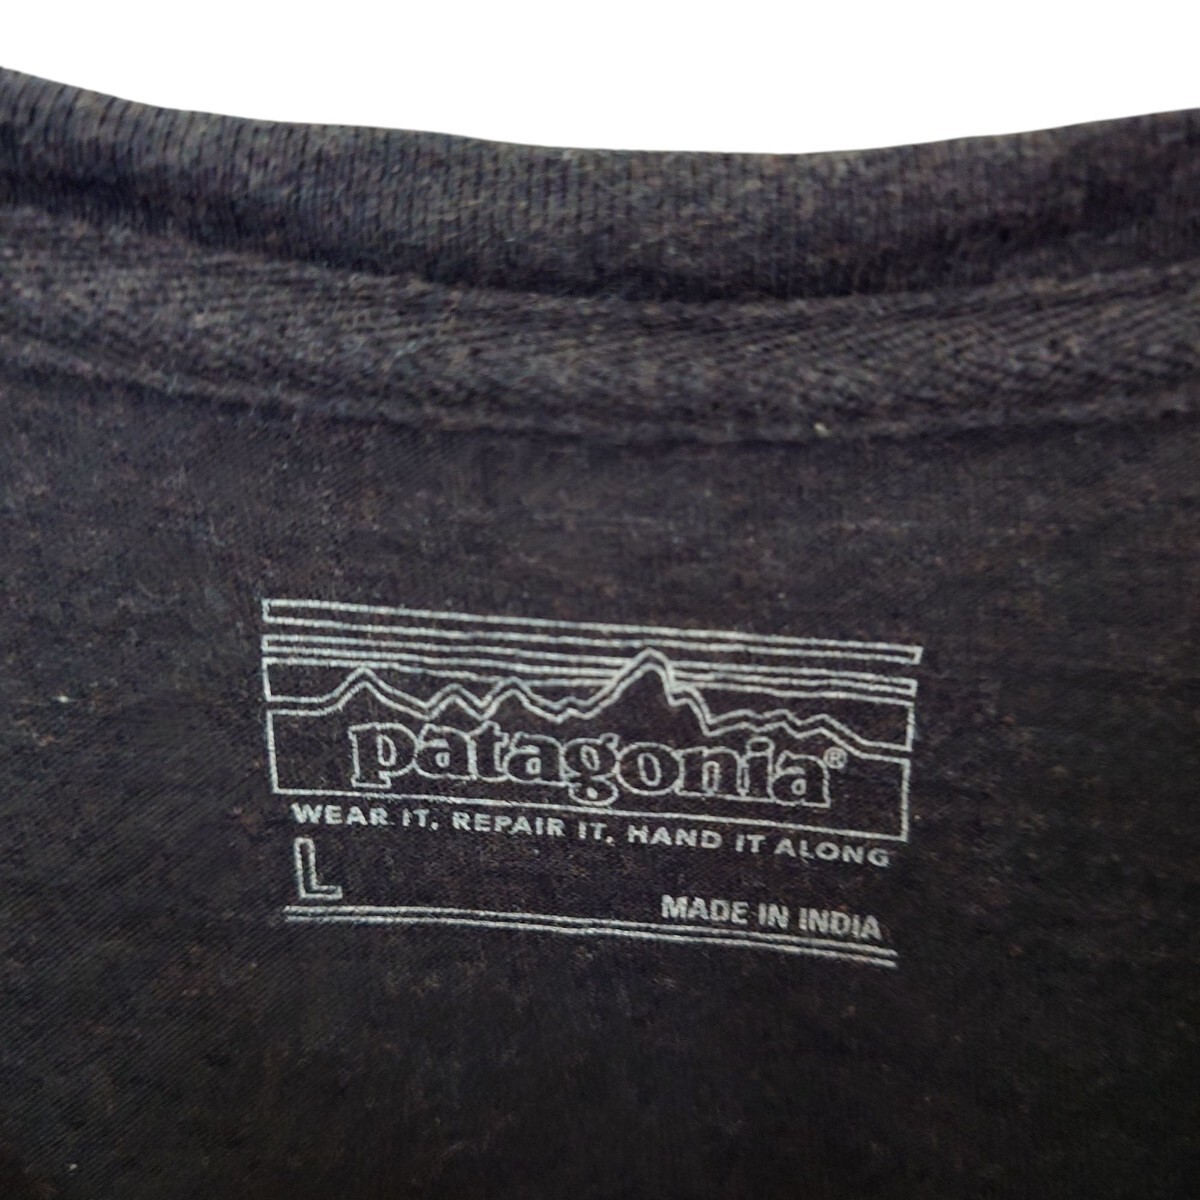 patagonia®
WEAR IT, REPAIR IT, HAND IT ALONG
L
MADE IN INDIA